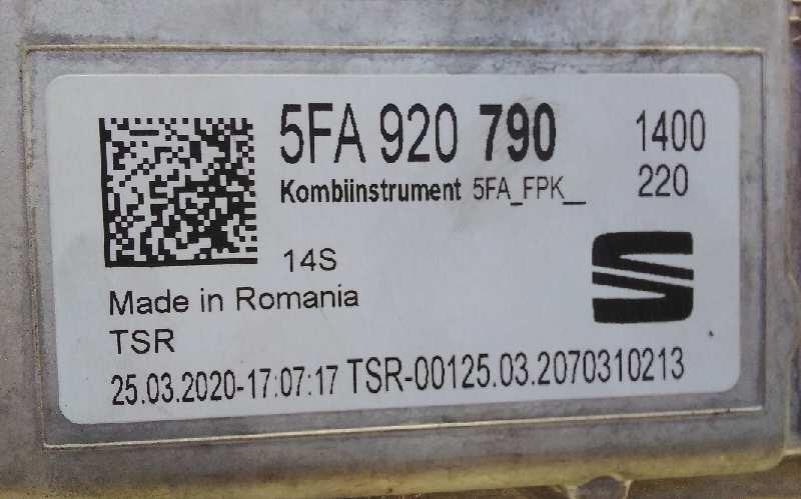 5FA 920 790 1400
Kombiinstrument 5FA_FPK__ 220
14S
Made in Romania
TSR
25.03.2020-17:07:17 TSR-00125.03.2070310213